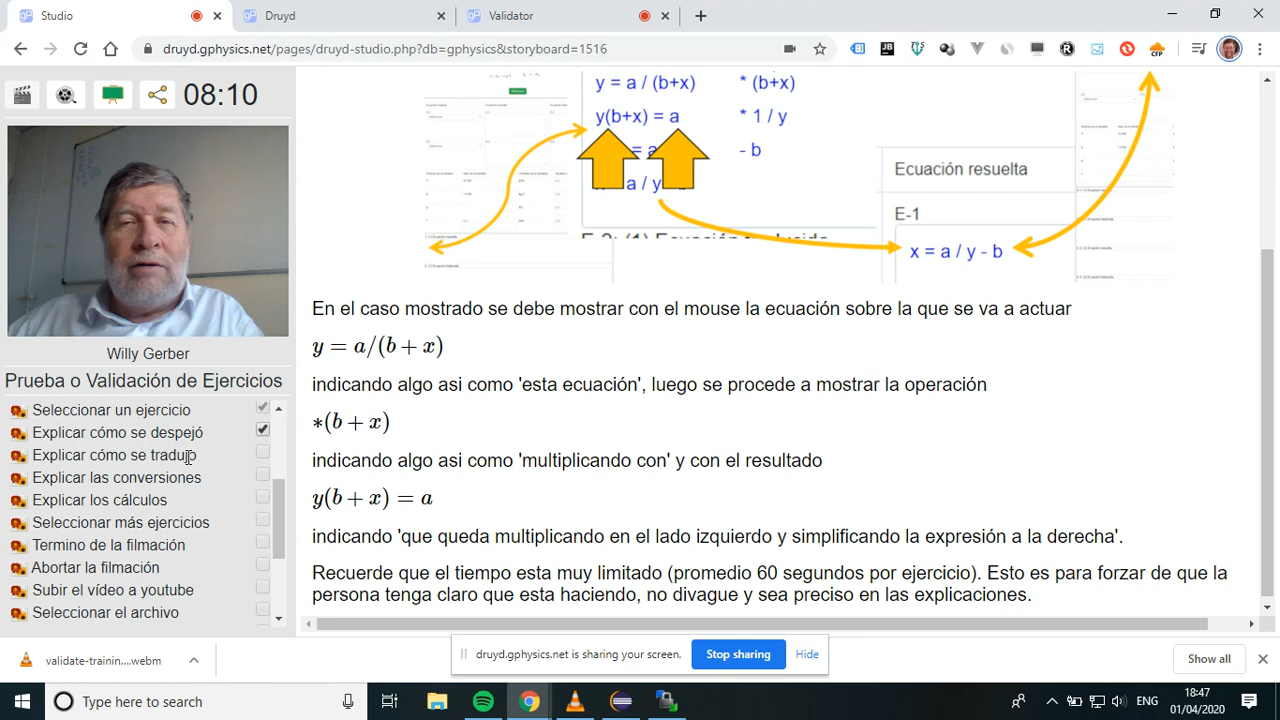 Studio
Druyd
Validator
druyd.gphysics.net/pages/druyd-studio.php?db=gphysics&storyboard=1516
08:10
Willy Gerber
Prueba o Validación de Ejercicios
Seleccionar un ejercicio
Explicar cómo se despejó
Explicar cómo se tradujo
Explicar las conversiones
Explicar los cálculos
Seleccionar más ejercicios
Termino de la filmación
Abortar la filmación
Subir el vídeo a youtube
Seleccionar el archivo
y = a / (b+x) * (b+x)
y(b+x) = a * 1 / y
- b
a / y
Ecuación resuelta
E-1
x = a / y - b
En el caso mostrado se debe mostrar con el mouse la ecuación sobre la que se va a actuar
y = a/(b + x)
indicando algo asi como 'esta ecuación', luego se procede a mostrar la operación
*(b + x)
indicando algo asi como 'multiplicando con' y con el resultado
y(b + x) = a
indicando 'que queda multiplicando en el lado izquierdo y simplificando la expresión a la derecha'.
Recuerde que el tiempo esta muy limitado (promedio 60 segundos por ejercicio). Esto es para forzar de que la
persona tenga claro que esta haciendo, no divague y sea preciso en las explicaciones.
druyd.gphysics.net is sharing your screen.
Stop sharing
Hide
validate-trainin....webm
Show all
Type here to search
ENG
18:47
01/04/2020